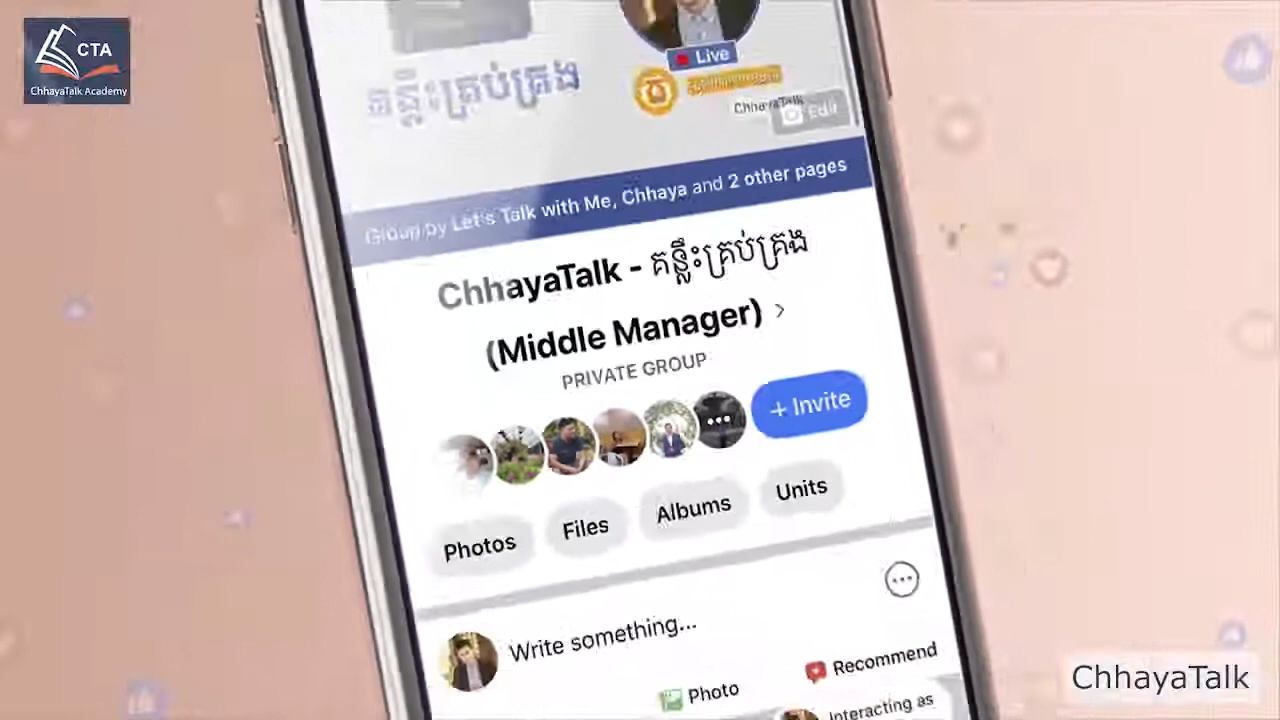 CTA
ChhayaTalk Academy
Live
គន្លឹះគ្រប់គ្រង
ChhayaTalk
Edit
Group by Let's Talk with Me, Chhaya and 2 other pages
ChhayaTalk - គន្លឹះគ្រប់គ្រង
(Middle Manager) >
PRIVATE GROUP
+ Invite
Photos Files Albums Units
Write something...
Photo
Recommend
Interacting as
ChhayaTalk